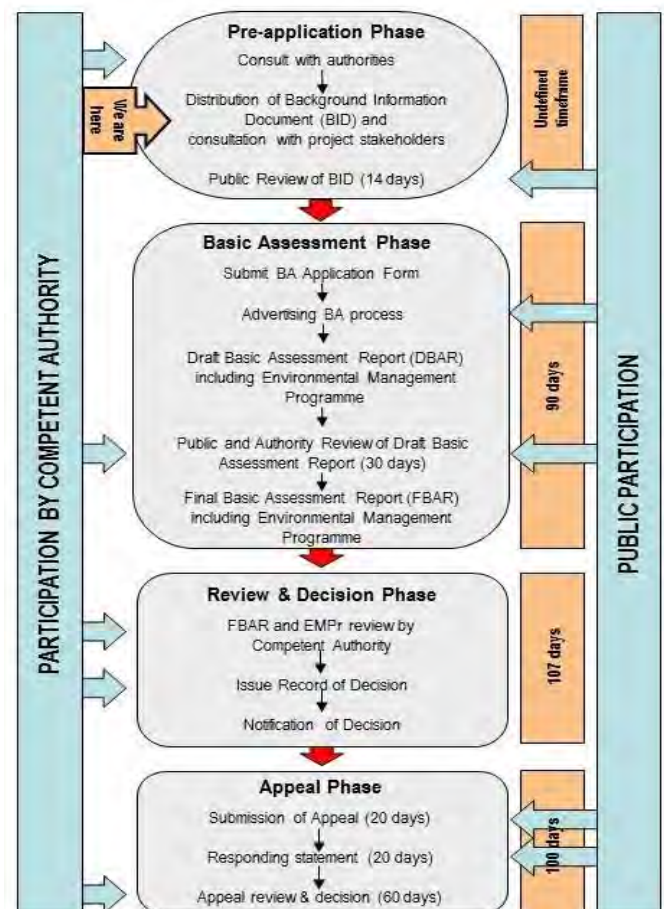 PARTICIPATION BY COMPETENT AUTHORITY
We are
here
Pre-application Phase
Consult with authorities
Distribution of Background Information
Document (BID) and
consultation with project stakeholders
Public Review of BID (14 days)
Undefined
timeframe
Basic Assessment Phase
Submit BA Application Form
Advertising BA process
Draft Basic Assessment Report (DBAR)
including Environmental Management
Programme
Public and Authority Review of Draft Basic
Assessment Report (30 days)
Final Basic Assessment Report (FBAR)
including Environmental Management
Programme
90 days
Review & Decision Phase
FBAR and EMPr review by
Competent Authority
Issue Record of Decision
Notification of Decision
107 days
Appeal Phase
Submission of Appeal (20 days)
Responding statement (20 days)
Appeal review & decision (60 days)
100 days
PUBLIC PARTICIPATION